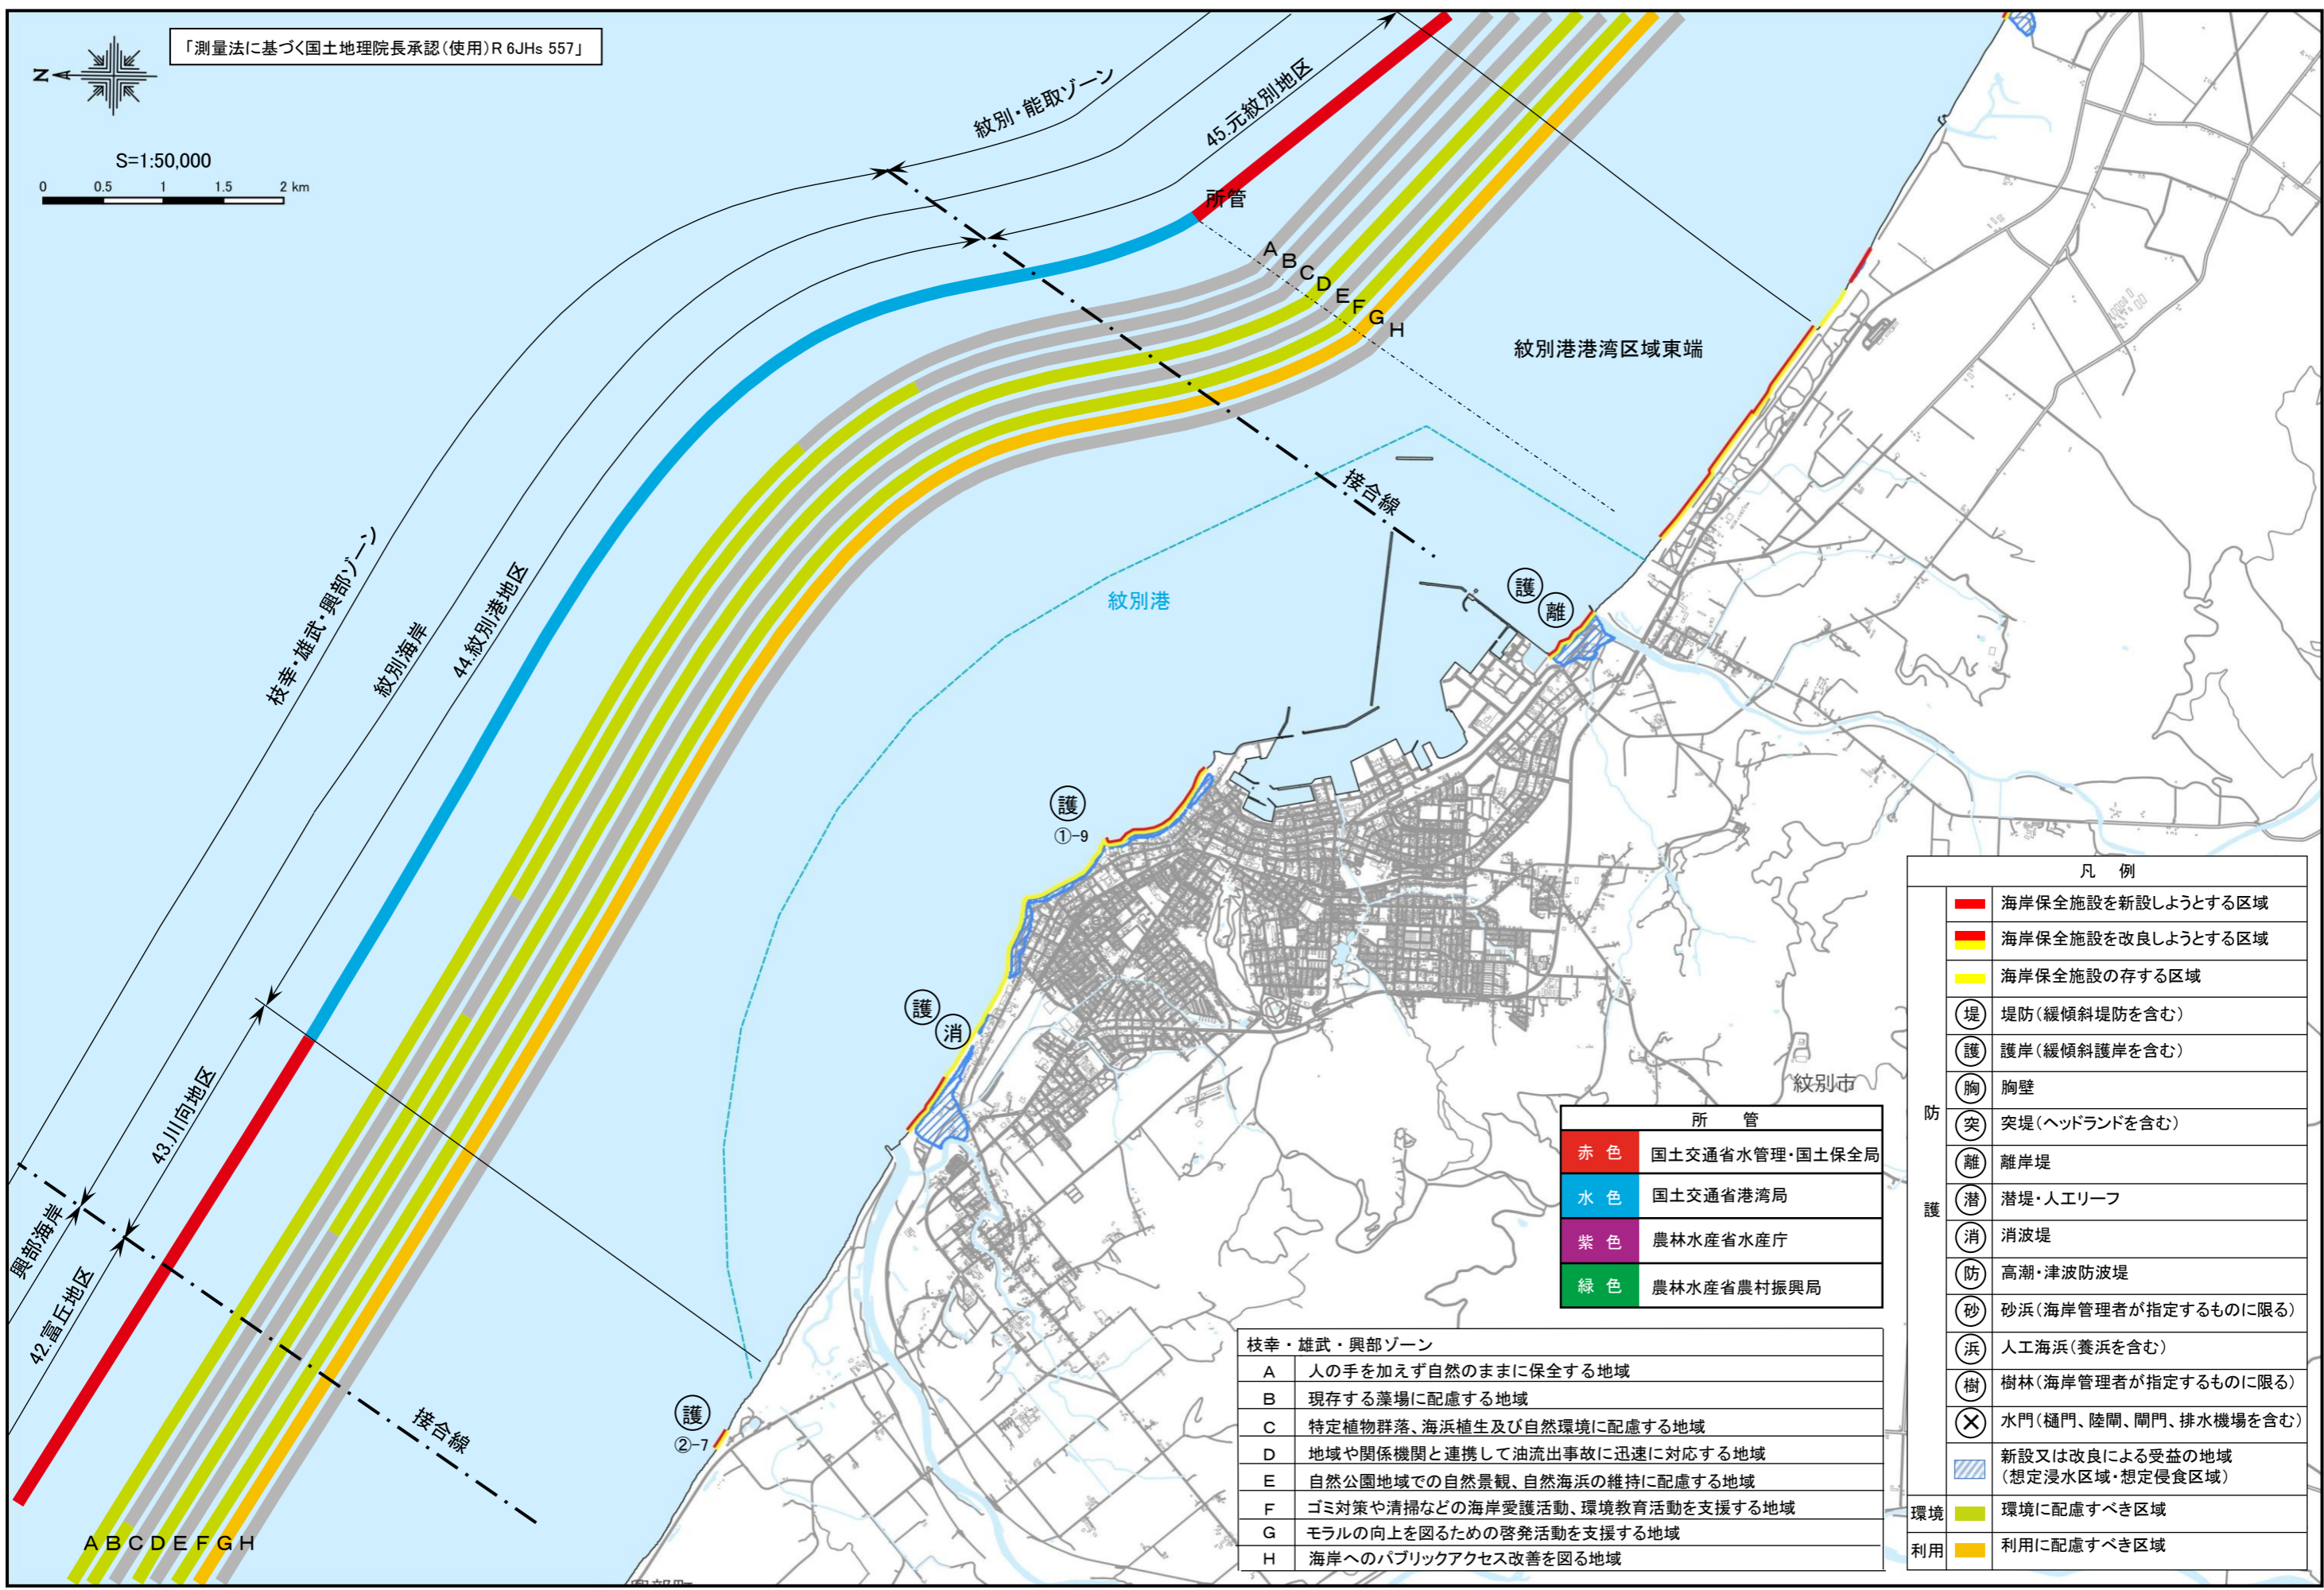 「測量法に基づく国土地理院長承認(使用)R 6JHs 557」
N
S=1:50,000
0 0.5 1 1.5 2 km
紋別・能取ゾーン
45.元紋別地区
所管
A B C D E F G H
紋別港港湾区域東端
接合線
枝幸・雄武・興部ゾーン
紋別海岸
44.紋別港地区
紋別港
護
離
護
①-9
護
消
43.川向地区
興部海岸
42.富丘地区
接合線
護
②-7
紋別市
A B C D E F G H
所 管
赤 色 国土交通省水管理・国土保全局
水 色 国土交通省港湾局
紫 色 農林水産省水産庁
緑 色 農林水産省農村振興局
枝幸・雄武・興部ゾーン
A 人の手を加えず自然のままに保全する地域
B 現存する藻場に配慮する地域
C 特定植物群落、海浜植生及び自然環境に配慮する地域
D 地域や関係機関と連携して油流出事故に迅速に対応する地域
E 自然公園地域での自然景観、自然海浜の維持に配慮する地域
F ゴミ対策や清掃などの海岸愛護活動、環境教育活動を支援する地域
G モラルの向上を図るための啓発活動を支援する地域
H 海岸へのパブリックアクセス改善を図る地域
凡 例
防 護
海岸保全施設を新設しようとする区域
海岸保全施設を改良しようとする区域
海岸保全施設の存する区域
堤 堤防(緩傾斜堤防を含む)
護 護岸(緩傾斜護岸を含む)
胸 胸壁
突 突堤(ヘッドランドを含む)
離 離岸堤
潜 潜堤・人工リーフ
消 消波堤
防 高潮・津波防波堤
砂 砂浜(海岸管理者が指定するものに限る)
浜 人工海浜(養浜を含む)
樹 樹林(海岸管理者が指定するものに限る)
水門(樋門、陸閘、閘門、排水機場を含む)
新設又は改良による受益の地域
(想定浸水区域・想定侵食区域)
環境 環境に配慮すべき区域
利用 利用に配慮すべき区域